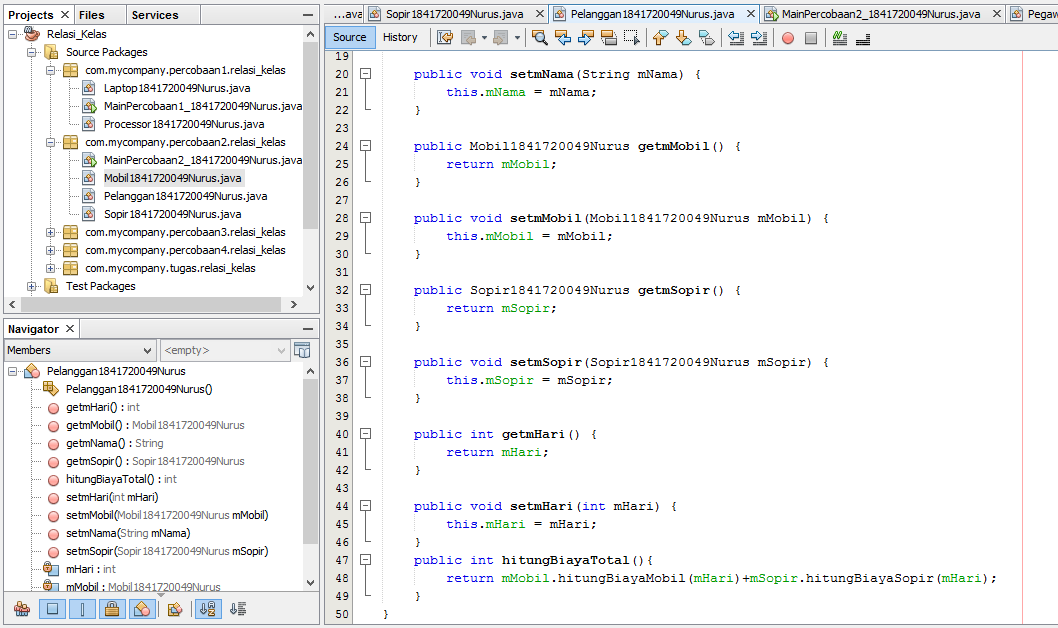 Projects
Files
Services
Relasi_Kelas
Source Packages
com.mycompany.percobaan1.relasi_kelas
Laptop1841720049Nurus.java
MainPercobaan1_1841720049Nurus.java
Processor1841720049Nurus.java
com.mycompany.percobaan2.relasi_kelas
MainPercobaan2_1841720049Nurus.java
Mobil1841720049Nurus.java
Pelanggan1841720049Nurus.java
Sopir1841720049Nurus.java
com.mycompany.percobaan3.relasi_kelas
com.mycompany.percobaan4.relasi_kelas
com.mycompany.tugas.relasi_kelas
Test Packages
Navigator
Members
<empty>
Pelanggan1841720049Nurus
Pelanggan1841720049Nurus()
getmHari() : int
getmMobil() : Mobil1841720049Nurus
getmNama() : String
getmSopir() : Sopir1841720049Nurus
hitungBiayaTotal() : int
setmHari(int mHari)
setmMobil(Mobil1841720049Nurus mMobil)
setmNama(String mNama)
setmSopir(Sopir1841720049Nurus mSopir)
mHari : int
mMobil : Mobil1841720049Nurus
...ava
Sopir1841720049Nurus.java
Pelanggan1841720049Nurus.java
MainPercobaan2_1841720049Nurus.java
Pegaw
Source
History
19
20 public void setmNama(String mNama) {
21 this.mNama = mNama;
22 }
23
24 public Mobil1841720049Nurus getmMobil() {
25 return mMobil;
26 }
27
28 public void setmMobil(Mobil1841720049Nurus mMobil) {
29 this.mMobil = mMobil;
30 }
31
32 public Sopir1841720049Nurus getmSopir() {
33 return mSopir;
34 }
35
36 public void setmSopir(Sopir1841720049Nurus mSopir) {
37 this.mSopir = mSopir;
38 }
39
40 public int getmHari() {
41 return mHari;
42 }
43
44 public void setmHari(int mHari) {
45 this.mHari = mHari;
46 }
47 public int hitungBiayaTotal(){
48 return mMobil.hitungBiayaMobil(mHari)+mSopir.hitungBiayaSopir(mHari);
49 }
50 }